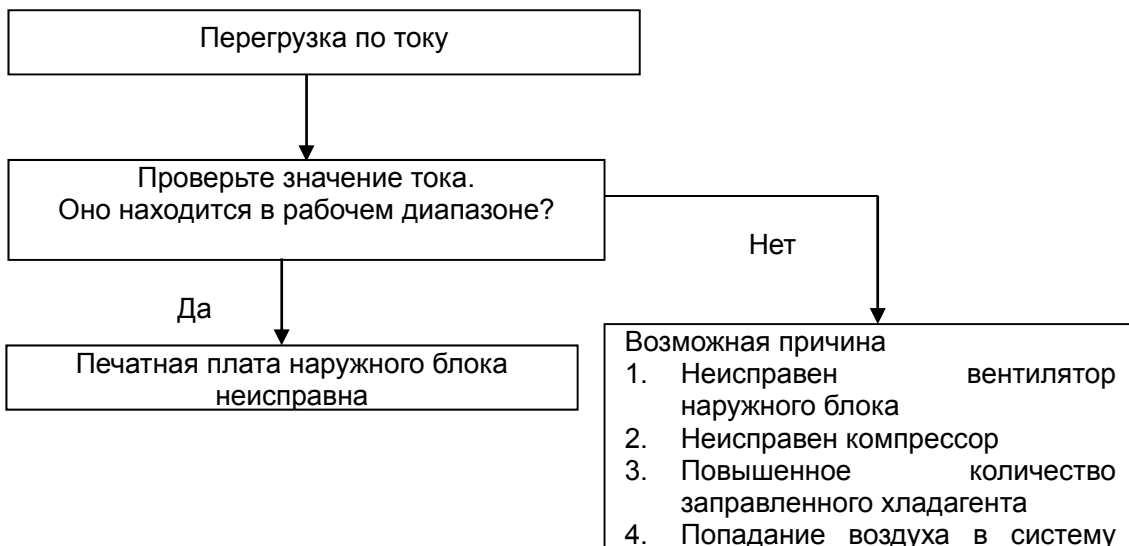 Перегрузка по току
Проверьте значение тока.
Оно находится в рабочем диапазоне?
Нет
Да
Печатная плата наружного блока
неисправна
Возможная причина
1. Неисправен вентилятор
наружного блока
2. Неисправен компрессор
3. Повышенное количество
заправленного хладагента
4. Попадание воздуха в систему